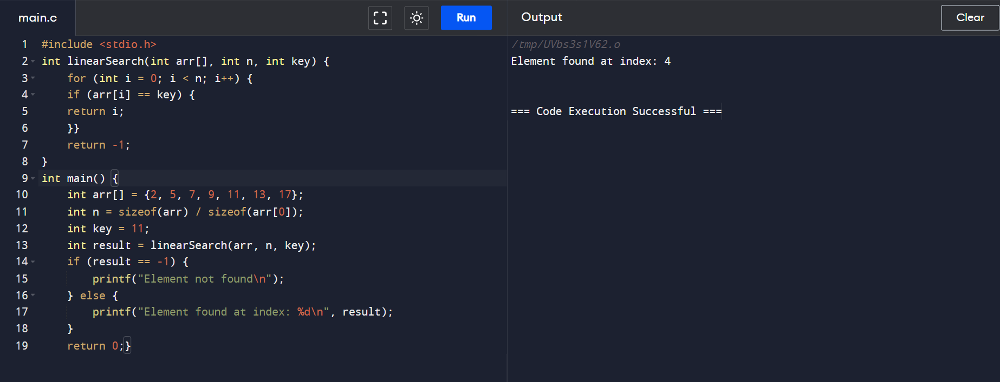 main.c
Run
Output
Clear
1 #include <stdio.h>
2 int linearSearch(int arr[], int n, int key) {
3     for (int i = 0; i < n; i++) {
4     if (arr[i] == key) {
5     return i;
6     }}
7     return -1;
8 }
9 int main() {
10     int arr[] = {2, 5, 7, 9, 11, 13, 17};
11     int n = sizeof(arr) / sizeof(arr[0]);
12     int key = 11;
13     int result = linearSearch(arr, n, key);
14     if (result == -1) {
15         printf("Element not found\n");
16     } else {
17         printf("Element found at index: %d\n", result);
18     }
19     return 0;}
/tmp/UVbs3s1V62.o
Element found at index: 4
=== Code Execution Successful ===